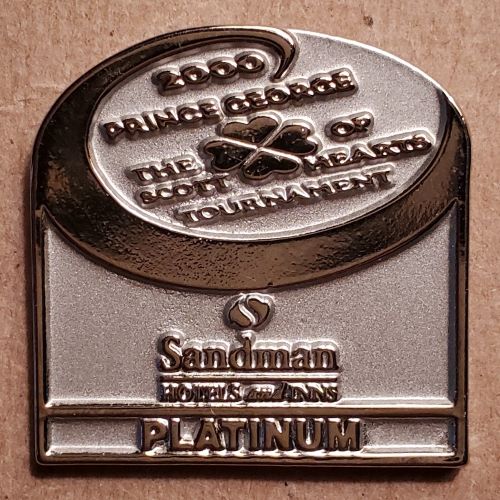 2000
PRINCE GEORGE
THE OF
SCOTT HEARTS
TOURNAMENT
Sandman
HOTELS and INNS
PLATINUM